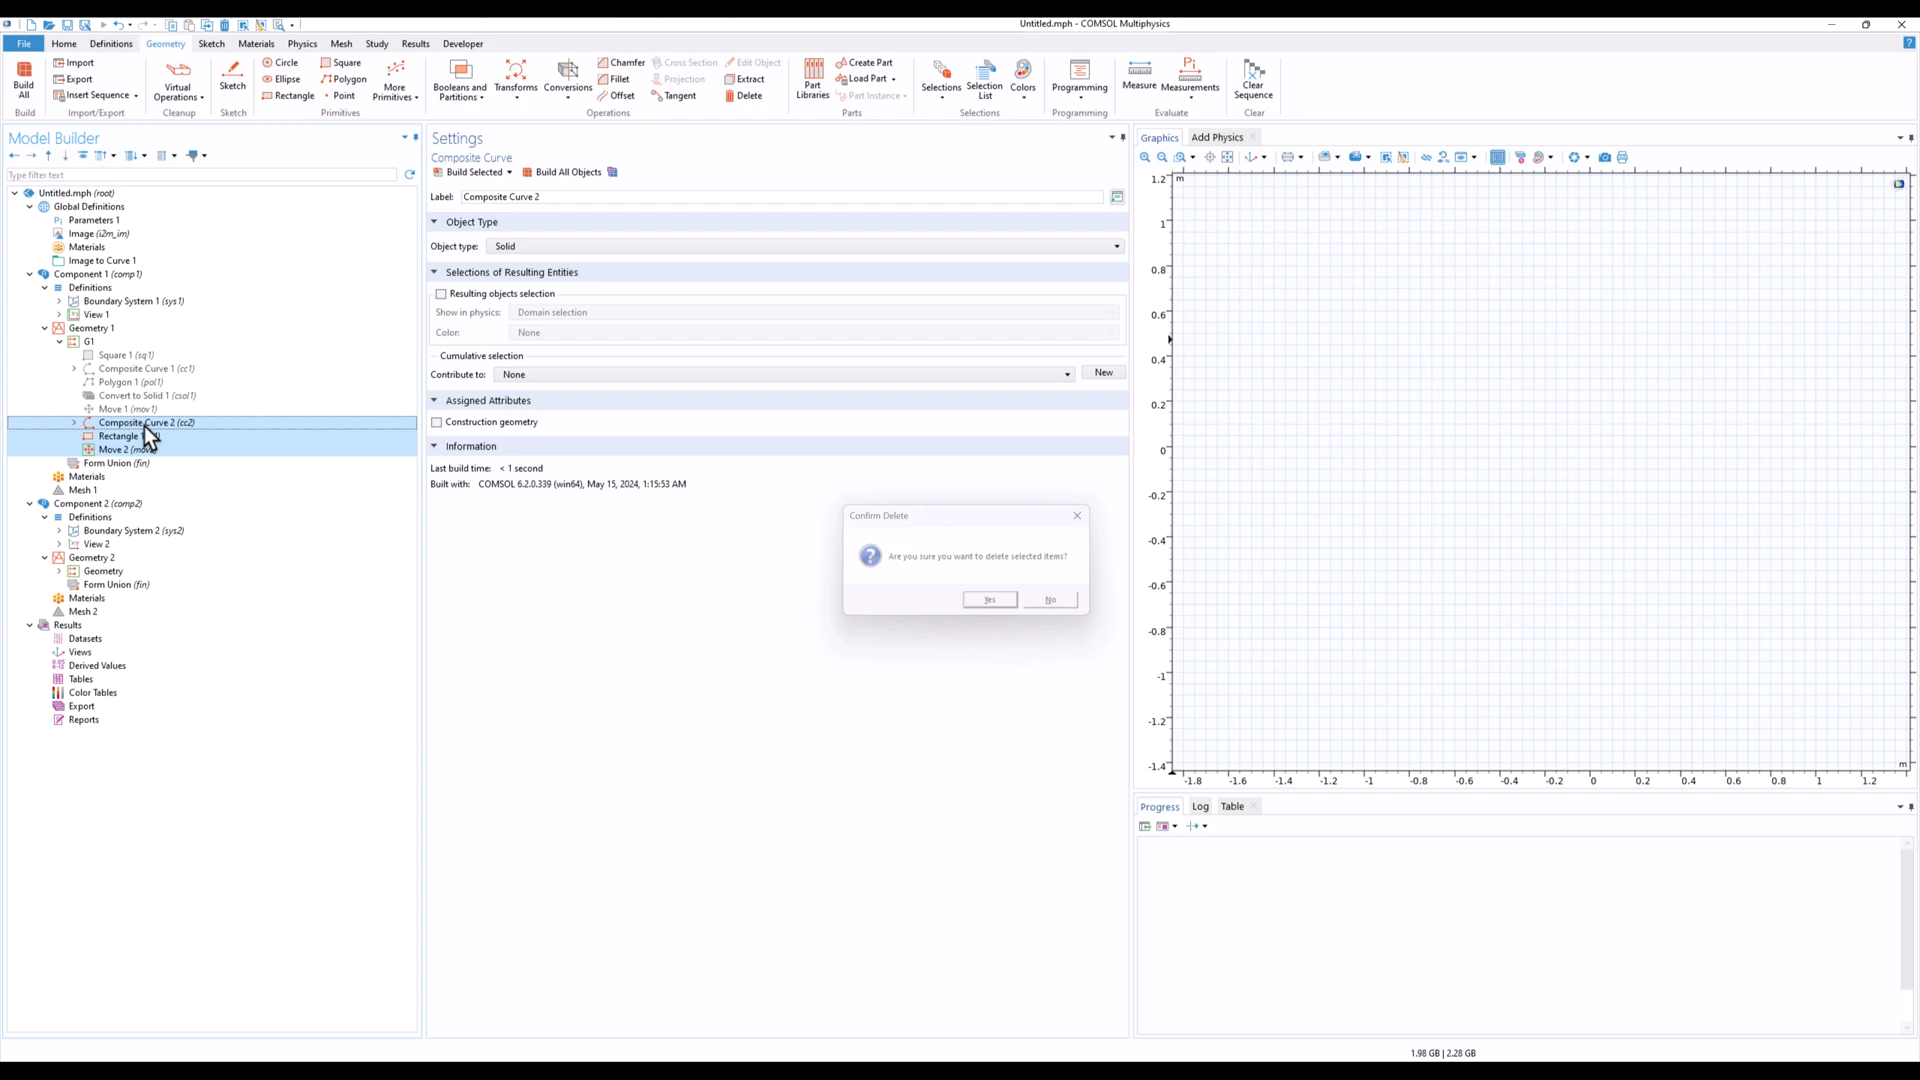 Untitled.mph - COMSOL Multiphysics
File Home Definitions Geometry Sketch Materials Physics Mesh Study Results Developer
Build All
Build
Import
Export
Insert Sequence
Import/Export
Virtual Operations
Cleanup
Sketch
Sketch
Circle
Ellipse
Rectangle
Square
Polygon
Point
More Primitives
Primitives
Booleans and Partitions
Transforms
Conversions
Chamfer
Fillet
Offset
Cross Section
Projection
Tangent
Edit Object
Extract
Delete
Operations
Part Libraries
Create Part
Load Part
Part Instance
Parts
Selections
Selection List
Colors
Selections
Programming
Programming
Measure
Measurements
Evaluate
Clear Sequence
Clear
Model Builder
Type filter text
Untitled.mph (root)
Global Definitions
Parameters 1
Image (i2m_im)
Materials
Image to Curve 1
Component 1 (comp1)
Definitions
Boundary System 1 (sys1)
View 1
Geometry 1
G1
Square 1 (sq1)
Composite Curve 1 (cc1)
Polygon 1 (pol1)
Convert to Solid 1 (csol1)
Move 1 (mov1)
Composite Curve 2 (cc2)
Rectangle
Move 2
Form Union (fin)
Materials
Mesh 1
Component 2 (comp2)
Definitions
Boundary System 2 (sys2)
View 2
Geometry 2
Geometry
Form Union (fin)
Materials
Mesh 2
Results
Datasets
Views
Derived Values
Tables
Color Tables
Export
Reports
Settings
Composite Curve
Build Selected Build All Objects
Label: Composite Curve 2
Object Type
Object type: Solid
Selections of Resulting Entities
Resulting objects selection
Show in physics: Domain selection
Color: None
Cumulative selection
Contribute to: None New
Assigned Attributes
Construction geometry
Information
Last build time: < 1 second
Built with: COMSOL 6.2.0.339 (win64), May 15, 2024, 1:15:53 AM
Confirm Delete
Are you sure you want to delete selected items?
Yes No
Graphics Add Physics
m
1.2
1
0.8
0.6
0.4
0.2
0
-0.2
-0.4
-0.6
-0.8
-1
-1.2
-1.4
m
-1.8 -1.6 -1.4 -1.2 -1 -0.8 -0.6 -0.4 -0.2 0 0.2 0.4 0.6 0.8 1 1.2
Progress Log Table
1.98 GB | 2.28 GB